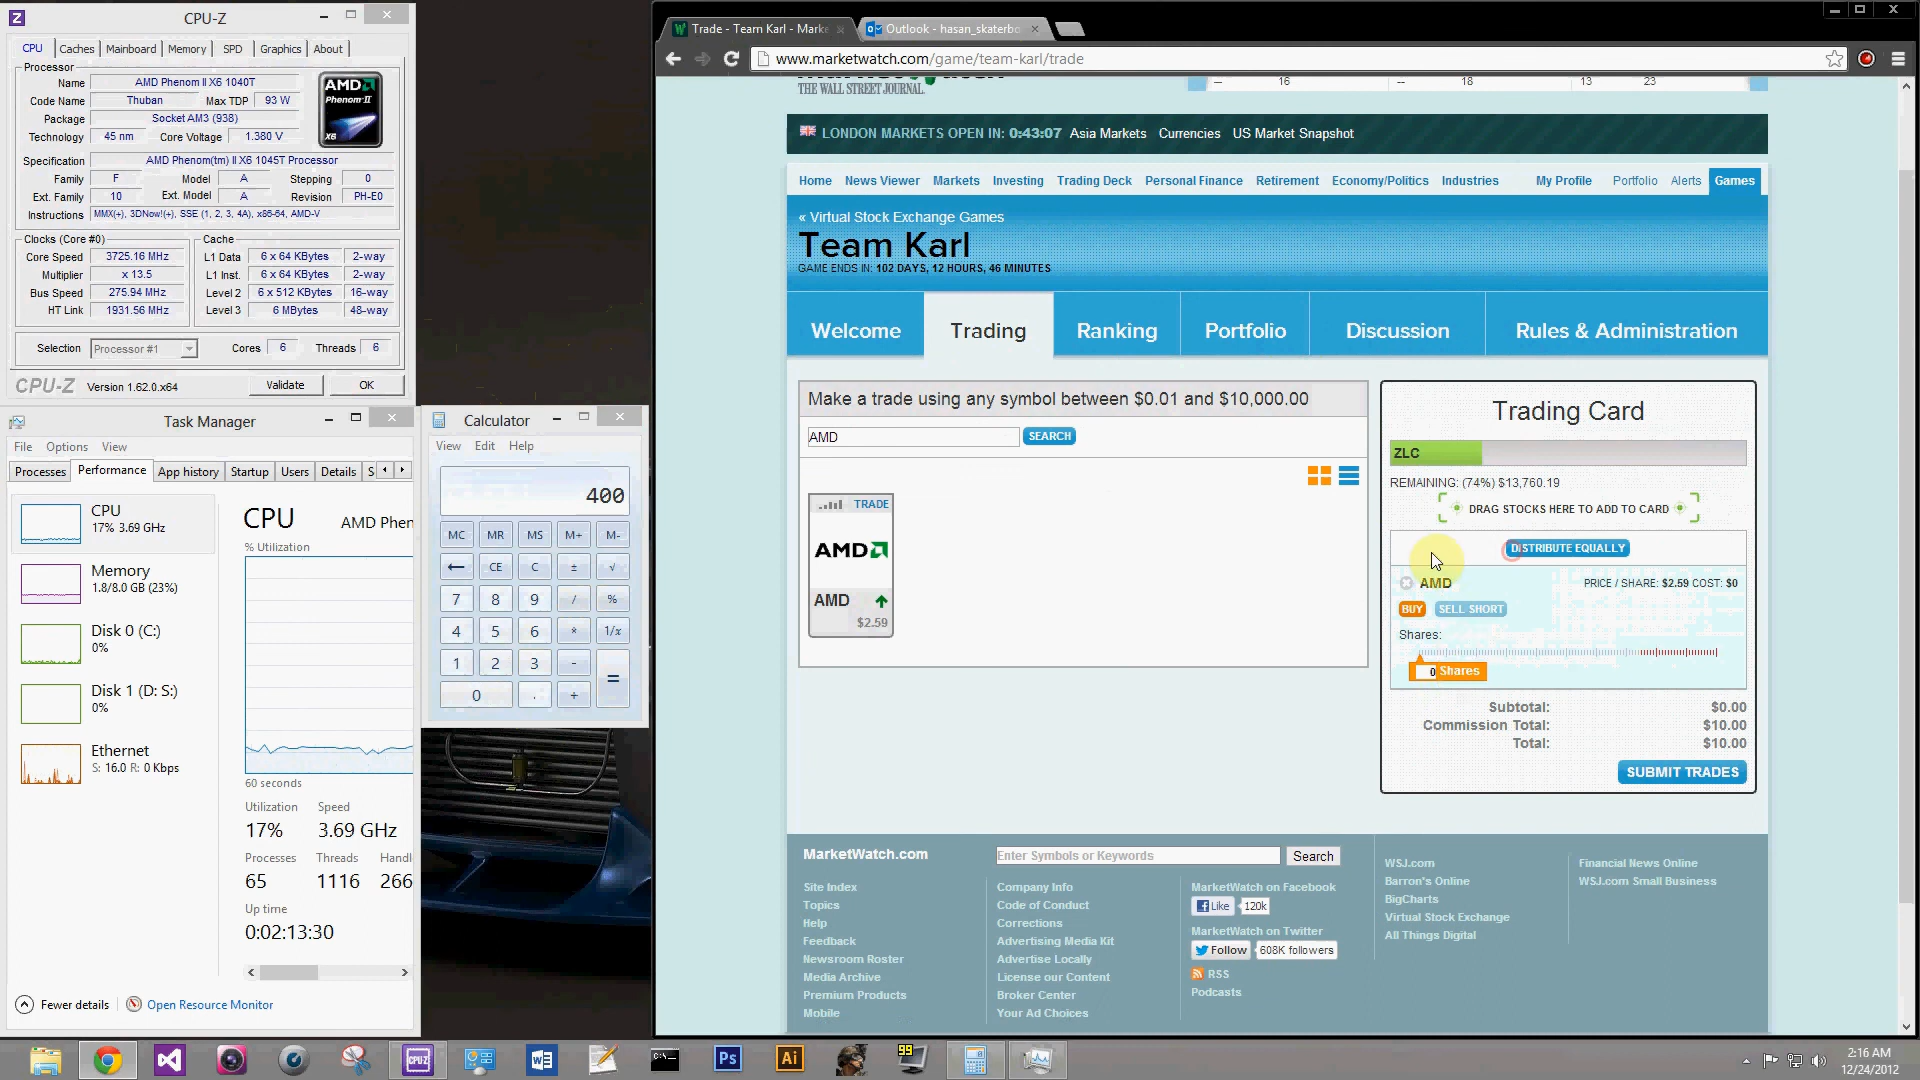 CPU-Z
CPU
Caches
Mainboard
Memory
SPD
Graphics
About
Processor
Name AMD Phenom II X6 1040T
Code Name Thuban Max TDP 93 W
Package Socket AM3 (938)
Technology 45 nm Core Voltage 1.380 V
AMD
Phenom II
X6
Specification AMD Phenom(tm) II X6 1045T Processor
Family F Model A Stepping 0
Ext. Family 10 Ext. Model A Revision PH-E0
Instructions MMX(+), 3DNow!(+), SSE (1, 2, 3, 4A), x86-64, AMD-V
Clocks (Core #0)
Core Speed 3725.16 MHz
Multiplier x 13.5
Bus Speed 275.94 MHz
HT Link 1931.56 MHz
Cache
L1 Data 6 x 64 KBytes 2-way
L1 Inst. 6 x 64 KBytes 2-way
Level 2 6 x 512 KBytes 16-way
Level 3 6 MBytes 48-way
Selection Processor #1 Cores 6 Threads 6
CPU-Z Version 1.62.0.x64 Validate OK
Task Manager
File Options View
Processes Performance App history Startup Users Details S
CPU
17% 3.69 GHz
Memory
1.8/8.0 GB (23%)
Disk 0 (C:)
0%
Disk 1 (D: S:)
0%
Ethernet
S: 16.0 R: 0 Kbps
CPU AMD Phen
% Utilization
60 seconds
Utilization Speed
17% 3.69 GHz
Processes Threads Handl
65 1116 266
Up time
0:02:13:30
Fewer details Open Resource Monitor
Calculator
View Edit Help
400
MC MR MS M+ M-
← CE C ± √
7 8 9 / %
4 5 6 * 1/x
1 2 3 - =
0 . +
Trade - Team Karl - Marke
Outlook - hasan_skaterbo
www.marketwatch.com/game/team-karl/trade
THE WALL STREET JOURNAL.
-- 16 -- 18 13 23
LONDON MARKETS OPEN IN: 0:43:07 Asia Markets Currencies US Market Snapshot
Home News Viewer Markets Investing Trading Deck Personal Finance Retirement Economy/Politics Industries My Profile Portfolio Alerts Games
« Virtual Stock Exchange Games
Team Karl
GAME ENDS IN: 102 DAYS, 12 HOURS, 46 MINUTES
Welcome Trading Ranking Portfolio Discussion Rules & Administration
Make a trade using any symbol between $0.01 and $10,000.00
AMD SEARCH
TRADE
AMD
AMD
$2.59
Trading Card
ZLC
REMAINING: (74%) $13,760.19
DRAG STOCKS HERE TO ADD TO CARD
DISTRIBUTE EQUALLY
AMD PRICE / SHARE: $2.59 COST: $0
BUY SELL SHORT
Shares:
0 Shares
Subtotal: $0.00
Commission Total: $10.00
Total: $10.00
SUBMIT TRADES
MarketWatch.com
Site Index
Topics
Help
Feedback
Newsroom Roster
Media Archive
Premium Products
Mobile
Enter Symbols or Keywords Search
Company Info
Code of Conduct
Corrections
Advertising Media Kit
Advertise Locally
License our Content
Broker Center
Your Ad Choices
MarketWatch on Facebook
Like 120k
MarketWatch on Twitter
Follow 608K followers
RSS
Podcasts
WSJ.com
Barron's Online
BigCharts
Virtual Stock Exchange
All Things Digital
Financial News Online
WSJ.com Small Business
CPUZ
W
C:\
Ps
Ai
99
2:16 AM
12/24/2012